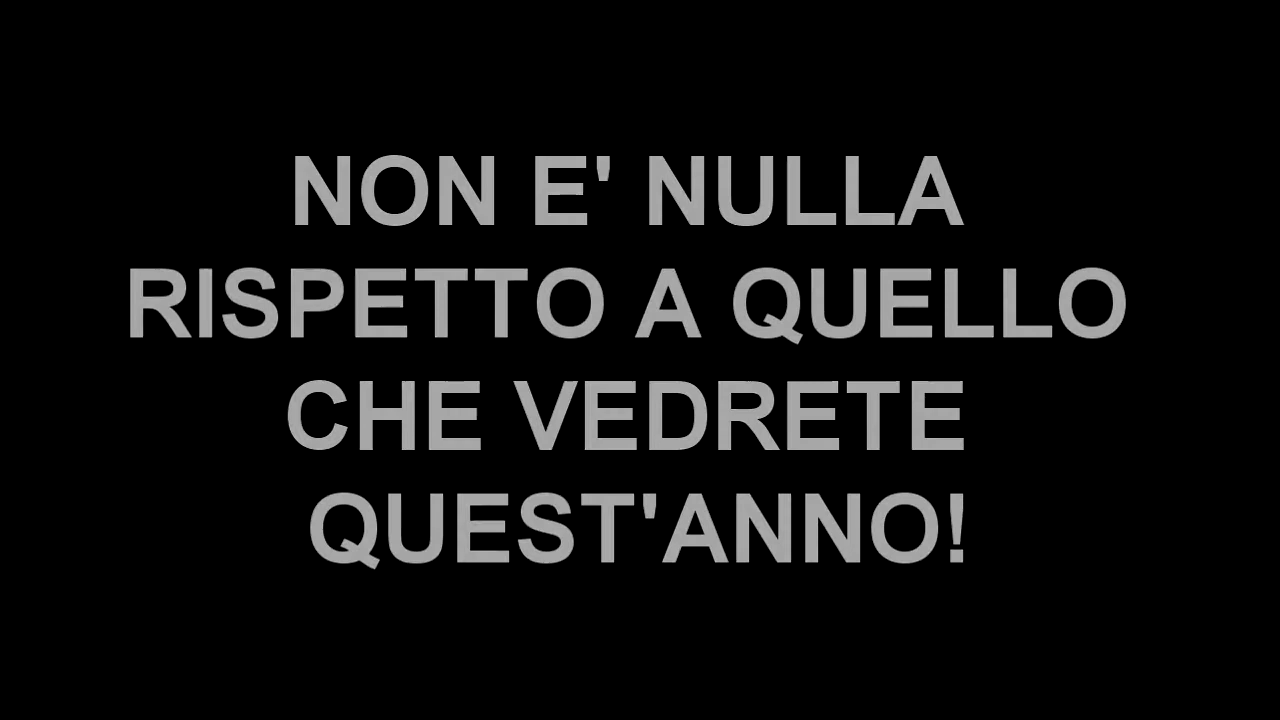 NON E' NULLA
RISPETTO A QUELLO
CHE VEDRETE
QUEST'ANNO!